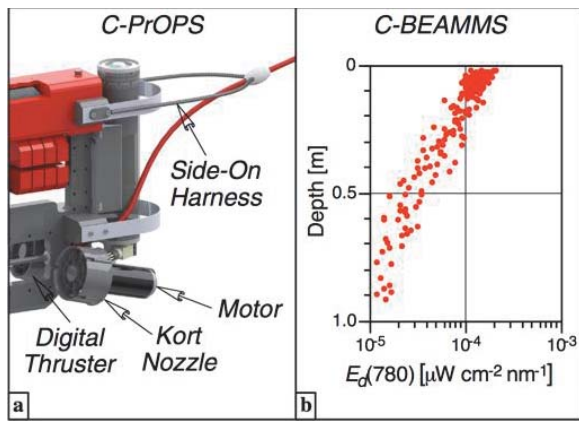 C-PrOPS
Side-On
Harness
Motor
Digital
Thruster
Kort
Nozzle
a
C-BEAMMS
0
0.5
1.0
Depth [m]
10-5
10-4
10-3
Ed(780) [µW cm-2 nm-1]
b